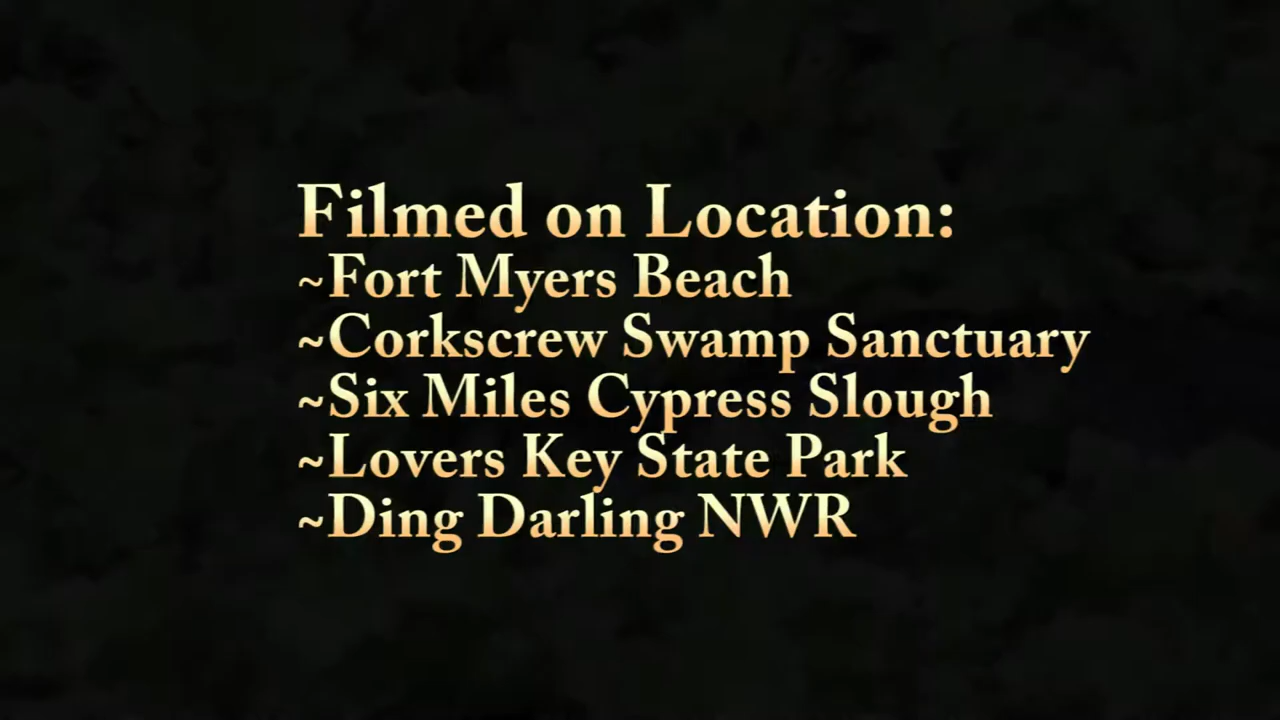 Filmed on Location:
~Fort Myers Beach
~Corkscrew Swamp Sanctuary
~Six Miles Cypress Slough
~Lovers Key State Park
~Ding Darling NWR